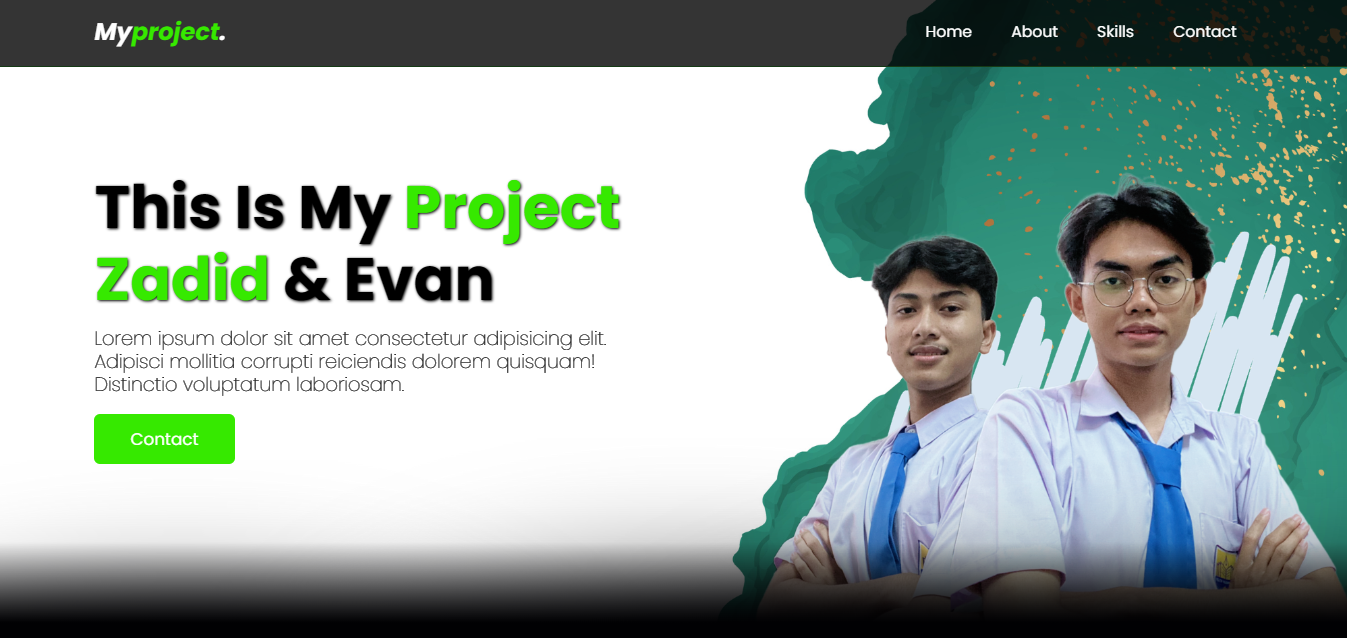 Myproject.
Home About Skills Contact
This Is My Project
Zadid & Evan
Lorem ipsum dolor sit amet consectetur adipisicing elit.
Adipisci mollitia corrupti reiciendis dolorem quisquam!
Distinctio voluptatum laboriosam.
Contact